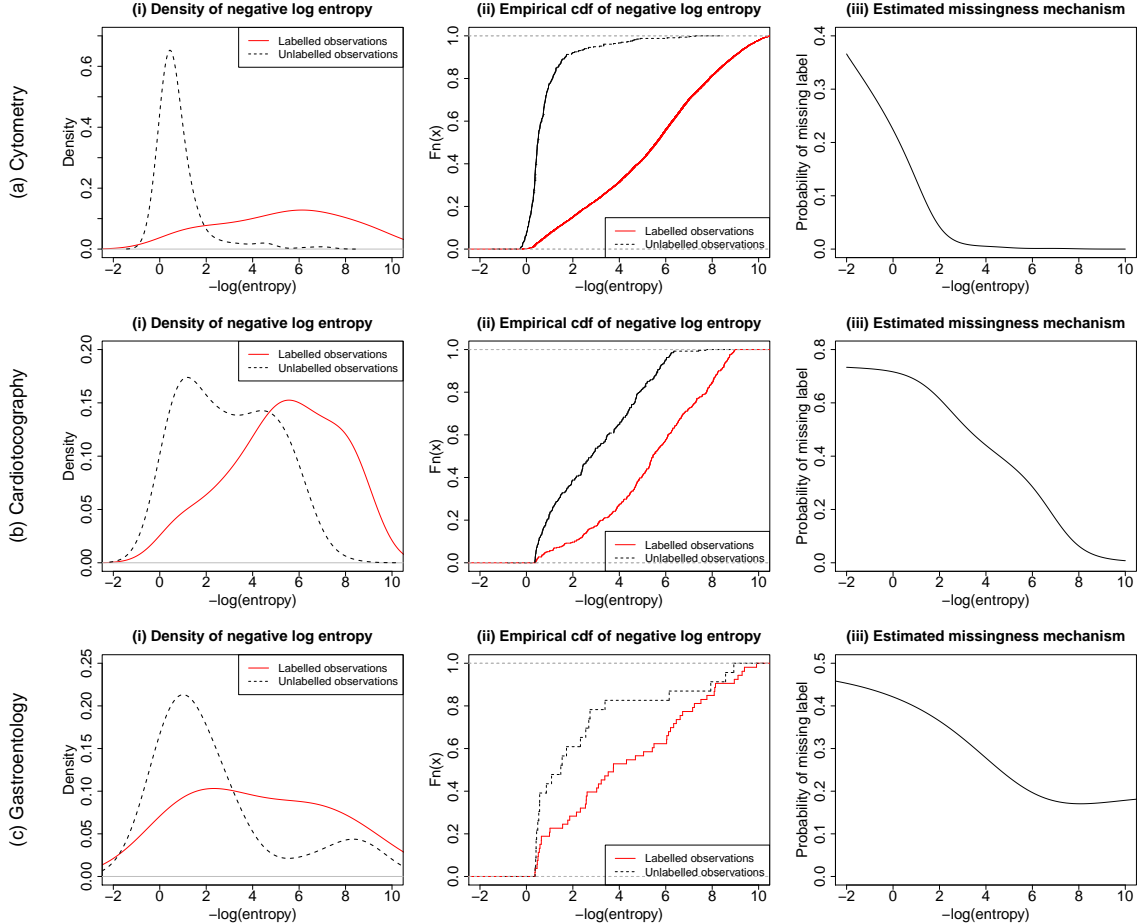 (a) Cytometry
(i) Density of negative log entropy
Density
0.0 0.2 0.4 0.6
Labelled observations
Unlabelled observations
−2 0 2 4 6 8 10
−log(entropy)
(ii) Empirical cdf of negative log entropy
Fn(x)
0.0 0.2 0.4 0.6 0.8 1.0
Labelled observations
Unlabelled observations
−2 0 2 4 6 8 10
−log(entropy)
(iii) Estimated missingness mechanism
Probability of missing label
0.0 0.1 0.2 0.3 0.4
−2 0 2 4 6 8 10
−log(entropy)
(b) Cardiotocography
(i) Density of negative log entropy
Density
0.00 0.05 0.10 0.15 0.20
Labelled observations
Unlabelled observations
−2 0 2 4 6 8 10
−log(entropy)
(ii) Empirical cdf of negative log entropy
Fn(x)
0.0 0.2 0.4 0.6 0.8 1.0
Labelled observations
Unlabelled observations
−2 0 2 4 6 8 10
−log(entropy)
(iii) Estimated missingness mechanism
Probability of missing label
0.0 0.2 0.4 0.6 0.8
−2 0 2 4 6 8 10
−log(entropy)
(c) Gastroentology
(i) Density of negative log entropy
Density
0.00 0.05 0.10 0.15 0.20 0.25
Labelled observations
Unlabelled observations
−2 0 2 4 6 8 10
−log(entropy)
(ii) Empirical cdf of negative log entropy
Fn(x)
0.0 0.2 0.4 0.6 0.8 1.0
Labelled observations
Unlabelled observations
−2 0 2 4 6 8 10
−log(entropy)
(iii) Estimated missingness mechanism
Probability of missing label
0.0 0.1 0.2 0.3 0.4 0.5
−2 0 2 4 6 8 10
−log(entropy)